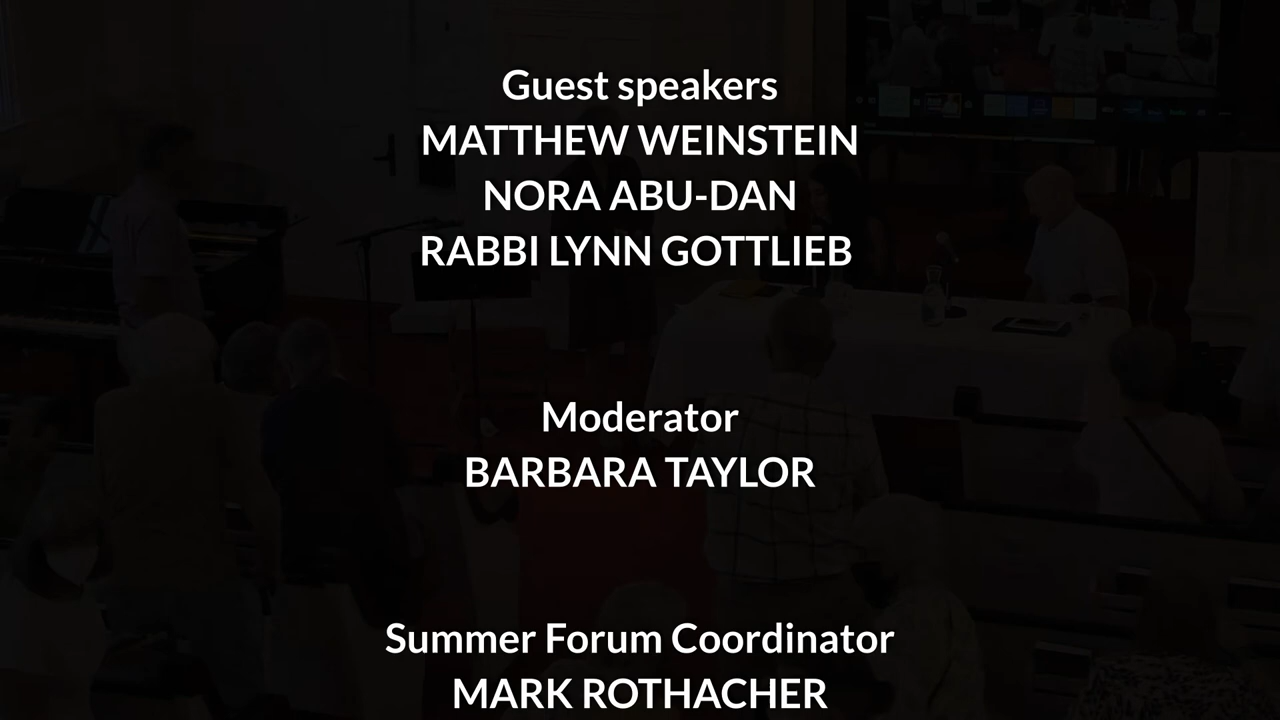 Guest speakers
MATTHEW WEINSTEIN
NORA ABU-DAN
RABBI LYNN GOTTLIEB
Moderator
BARBARA TAYLOR
Summer Forum Coordinator
MARK ROTHACHER